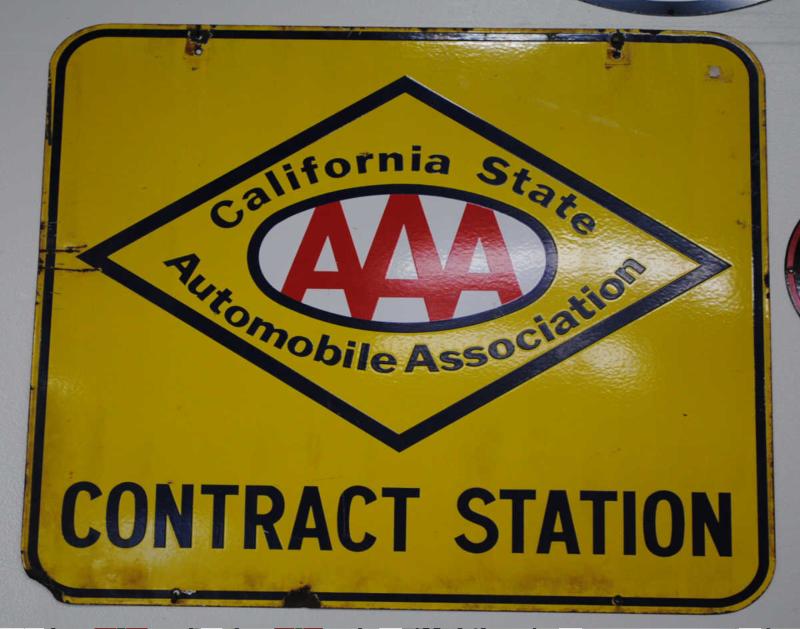 California State
AAA
Automobile Association
CONTRACT STATION